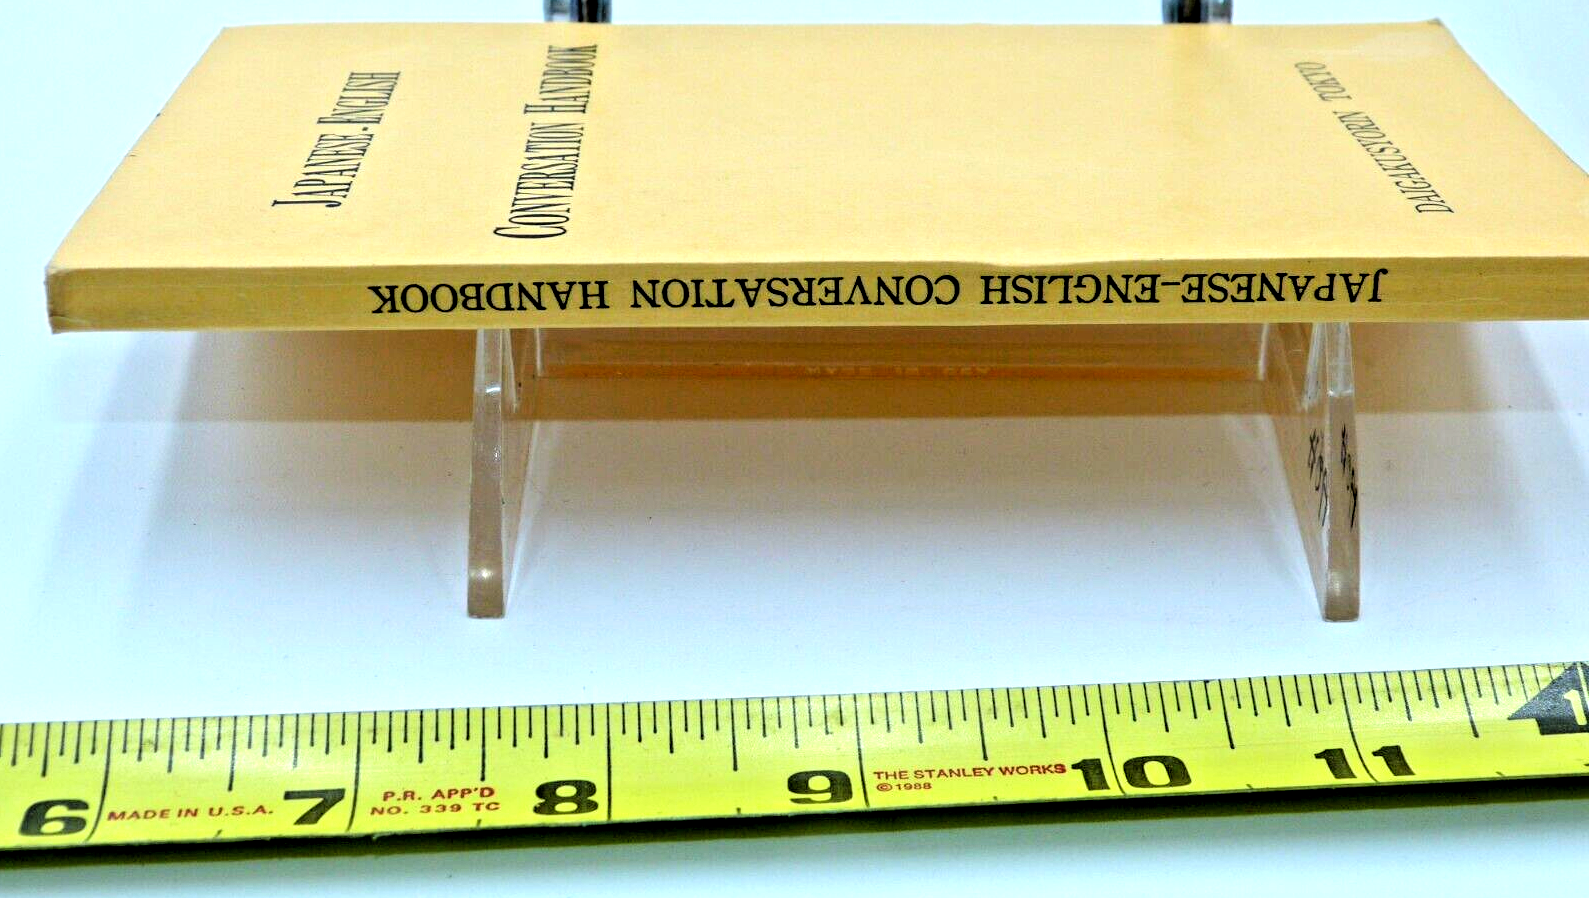 JAPANESE-ENGLISH
CONVERSATION HANDBOOK
DAIGAKUSYORIN TOKYO
JAPANESE-ENGLISH CONVERSATION HANDBOOK
6 MADE IN U.S.A. 7 P.R. APP'D 8 9 THE STANLEY WORKS 10 11 1
NO. 339 TC ©1988